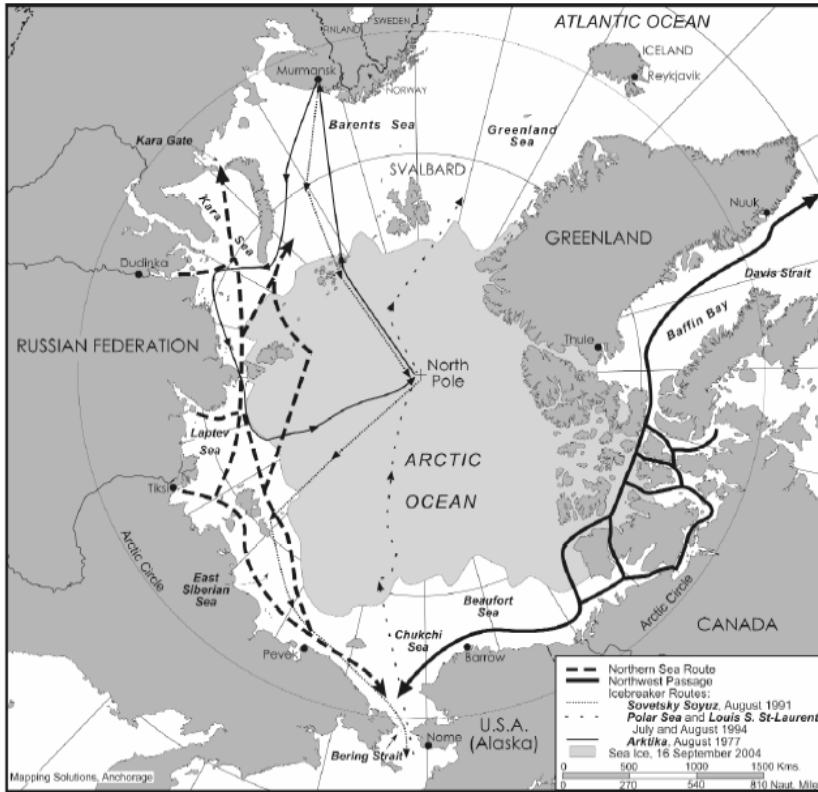 ATLANTIC OCEAN
SWEDEN
FINLAND
ICELAND
Murmansk
Reykjavik
NORWAY
Barents Sea
Greenland
Sea
Kara Gate
SVALBARD
Kara
Sea
Nuuk
GREENLAND
Dudinka
Davis Strait
Baffin Bay
RUSSIAN FEDERATION
Thule
North
Pole
Laptev
Sea
ARCTIC
OCEAN
Tiksi
Arctic Circle
East
Siberian
Sea
Beaufort
Sea
Arctic Circle
CANADA
Chukchi
Sea
Pevek
Barrow
U.S.A.
(Alaska)
Nome
Bering Strait
Northern Sea Route
Northwest Passage
Icebreaker Routes:
Sovetsky Soyuz, August 1991
Polar Sea and Louis S. St-Laurent
July and August 1994
Arktika, August 1977
Sea Ice, 16 September 2004
0 500 1000 1500 Kms.
0 270 540 810 Naut. Mile
Mapping Solutions, Anchorage